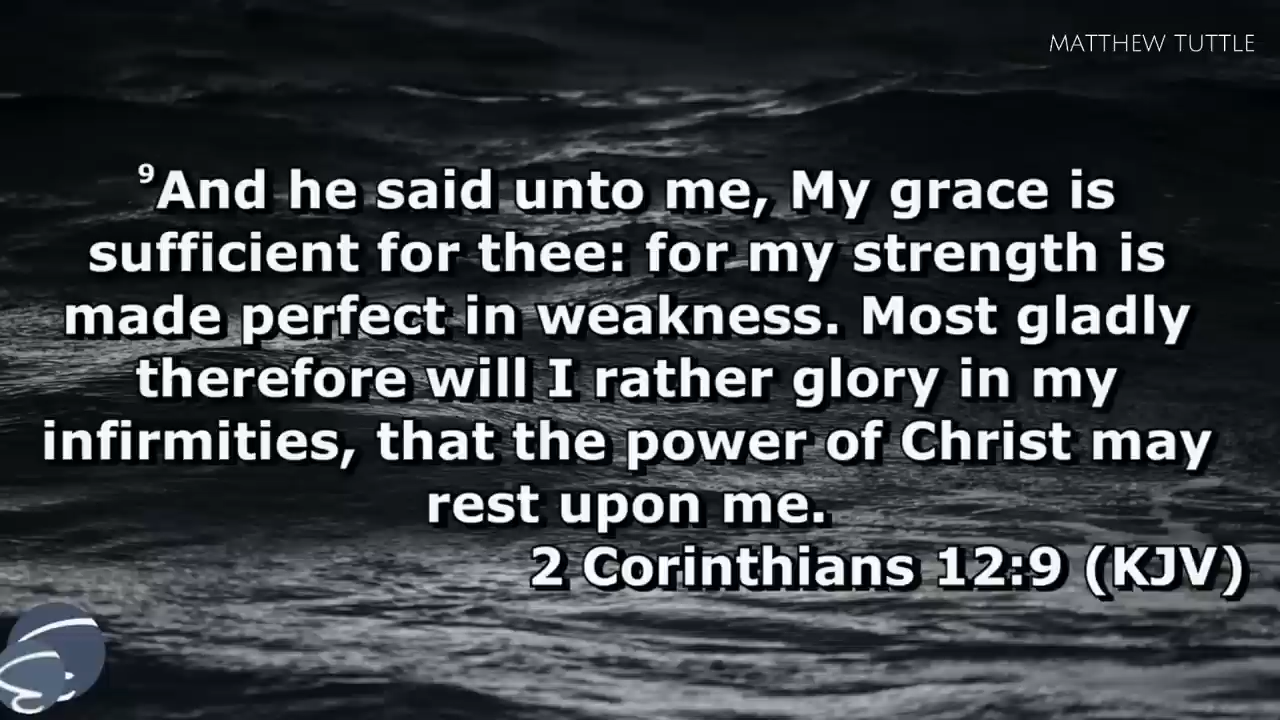 MATTHEW TUTTLE
⁹And he said unto me, My grace is
sufficient for thee: for my strength is
made perfect in weakness. Most gladly
therefore will I rather glory in my
infirmities, that the power of Christ may
rest upon me.
2 Corinthians 12:9 (KJV)